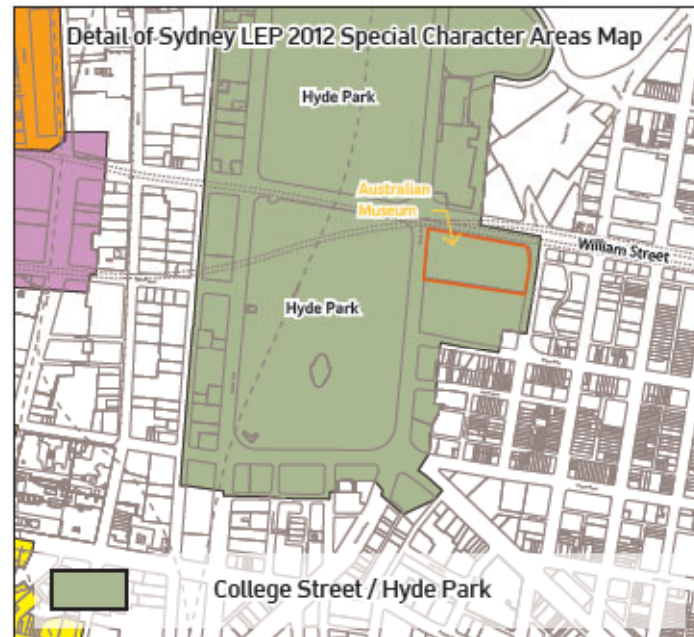 Detail of Sydney LEP 2012 Special Character Areas Map
Hyde Park
Australian
Museum
William Street
Hyde Park
College Street / Hyde Park